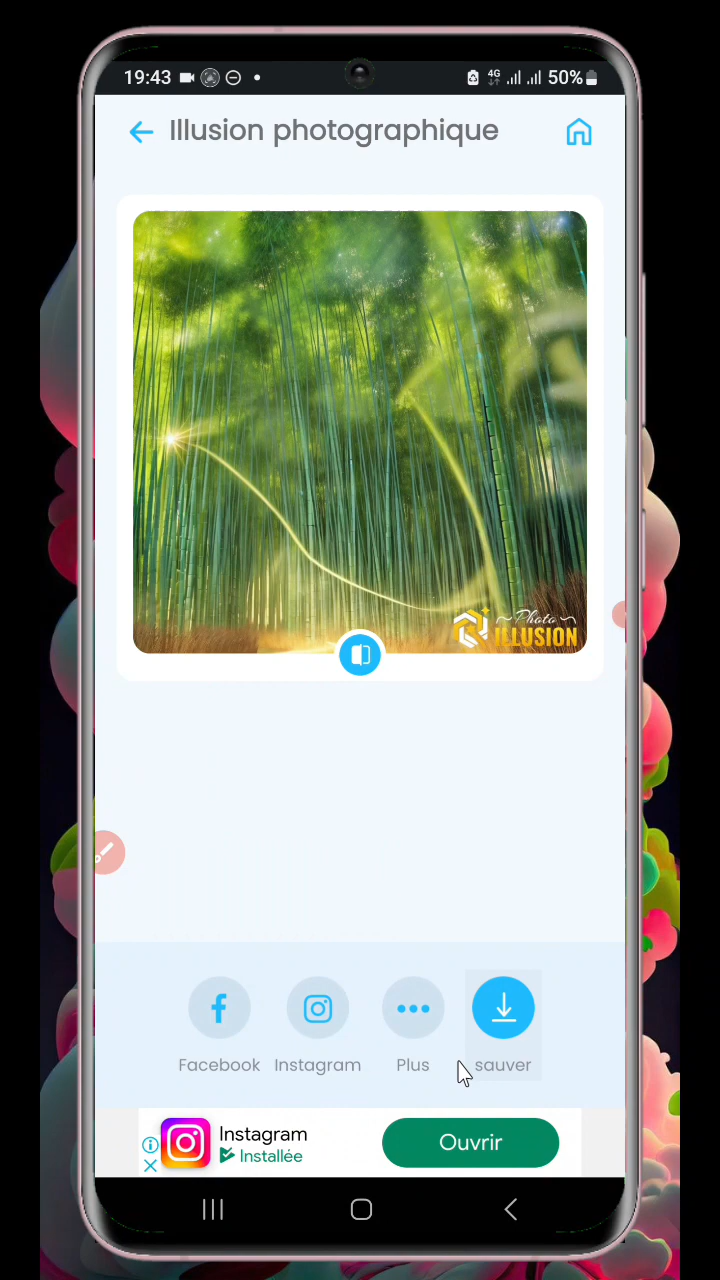 19:43
4G
50%
Illusion photographique
Photo
ILLUSION
Facebook
Instagram
Plus
sauver
Instagram
Installée
Ouvrir